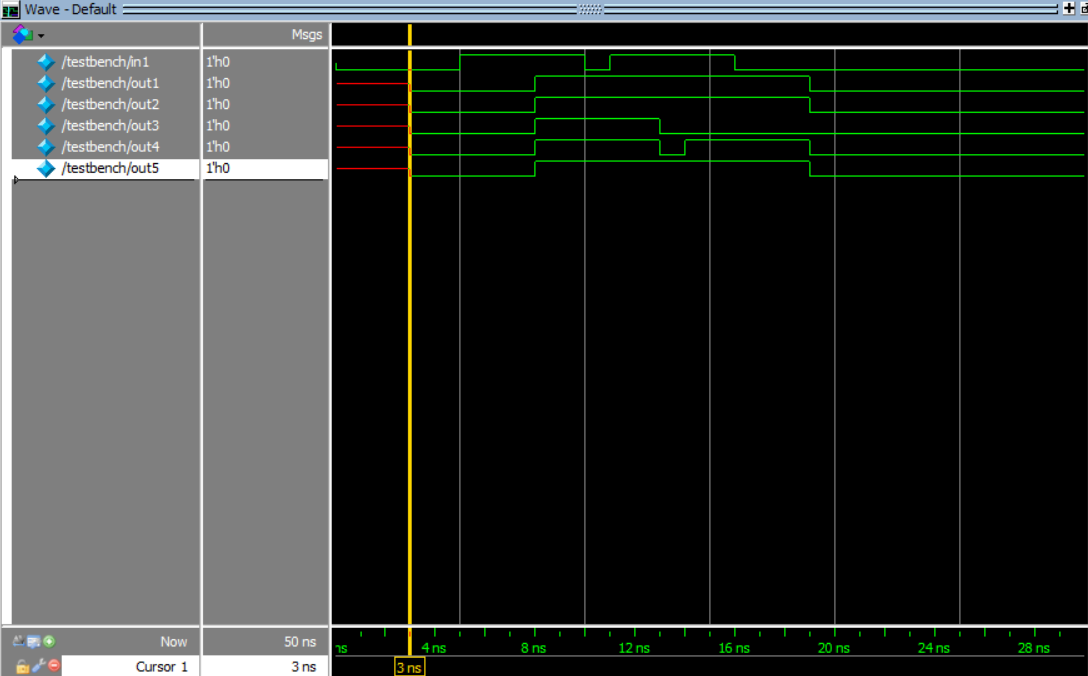 Wave - Default
Msgs
/testbench/in1 1'h0
/testbench/out1 1'h0
/testbench/out2 1'h0
/testbench/out3 1'h0
/testbench/out4 1'h0
/testbench/out5 1'h0
Now 50 ns
ns 4 ns 8 ns 12 ns 16 ns 20 ns 24 ns 28 ns
Cursor 1 3 ns
3 ns